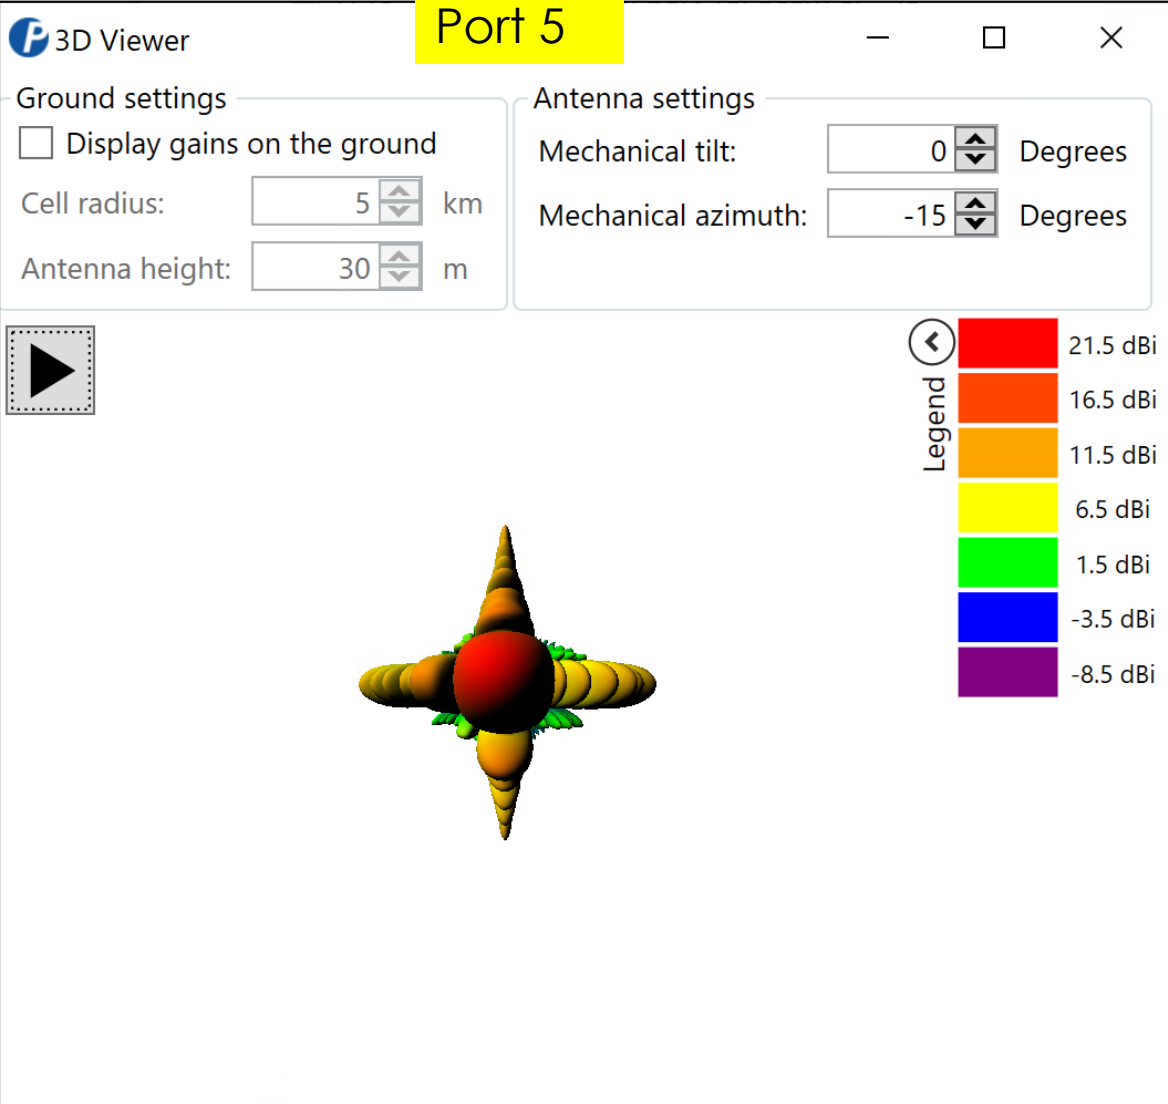 Port 5
3D Viewer
Ground settings
Display gains on the ground
Cell radius: 5 km
Antenna height: 30 m
Antenna settings
Mechanical tilt: 0 Degrees
Mechanical azimuth: -15 Degrees
Legend
21.5 dBi
16.5 dBi
11.5 dBi
6.5 dBi
1.5 dBi
-3.5 dBi
-8.5 dBi